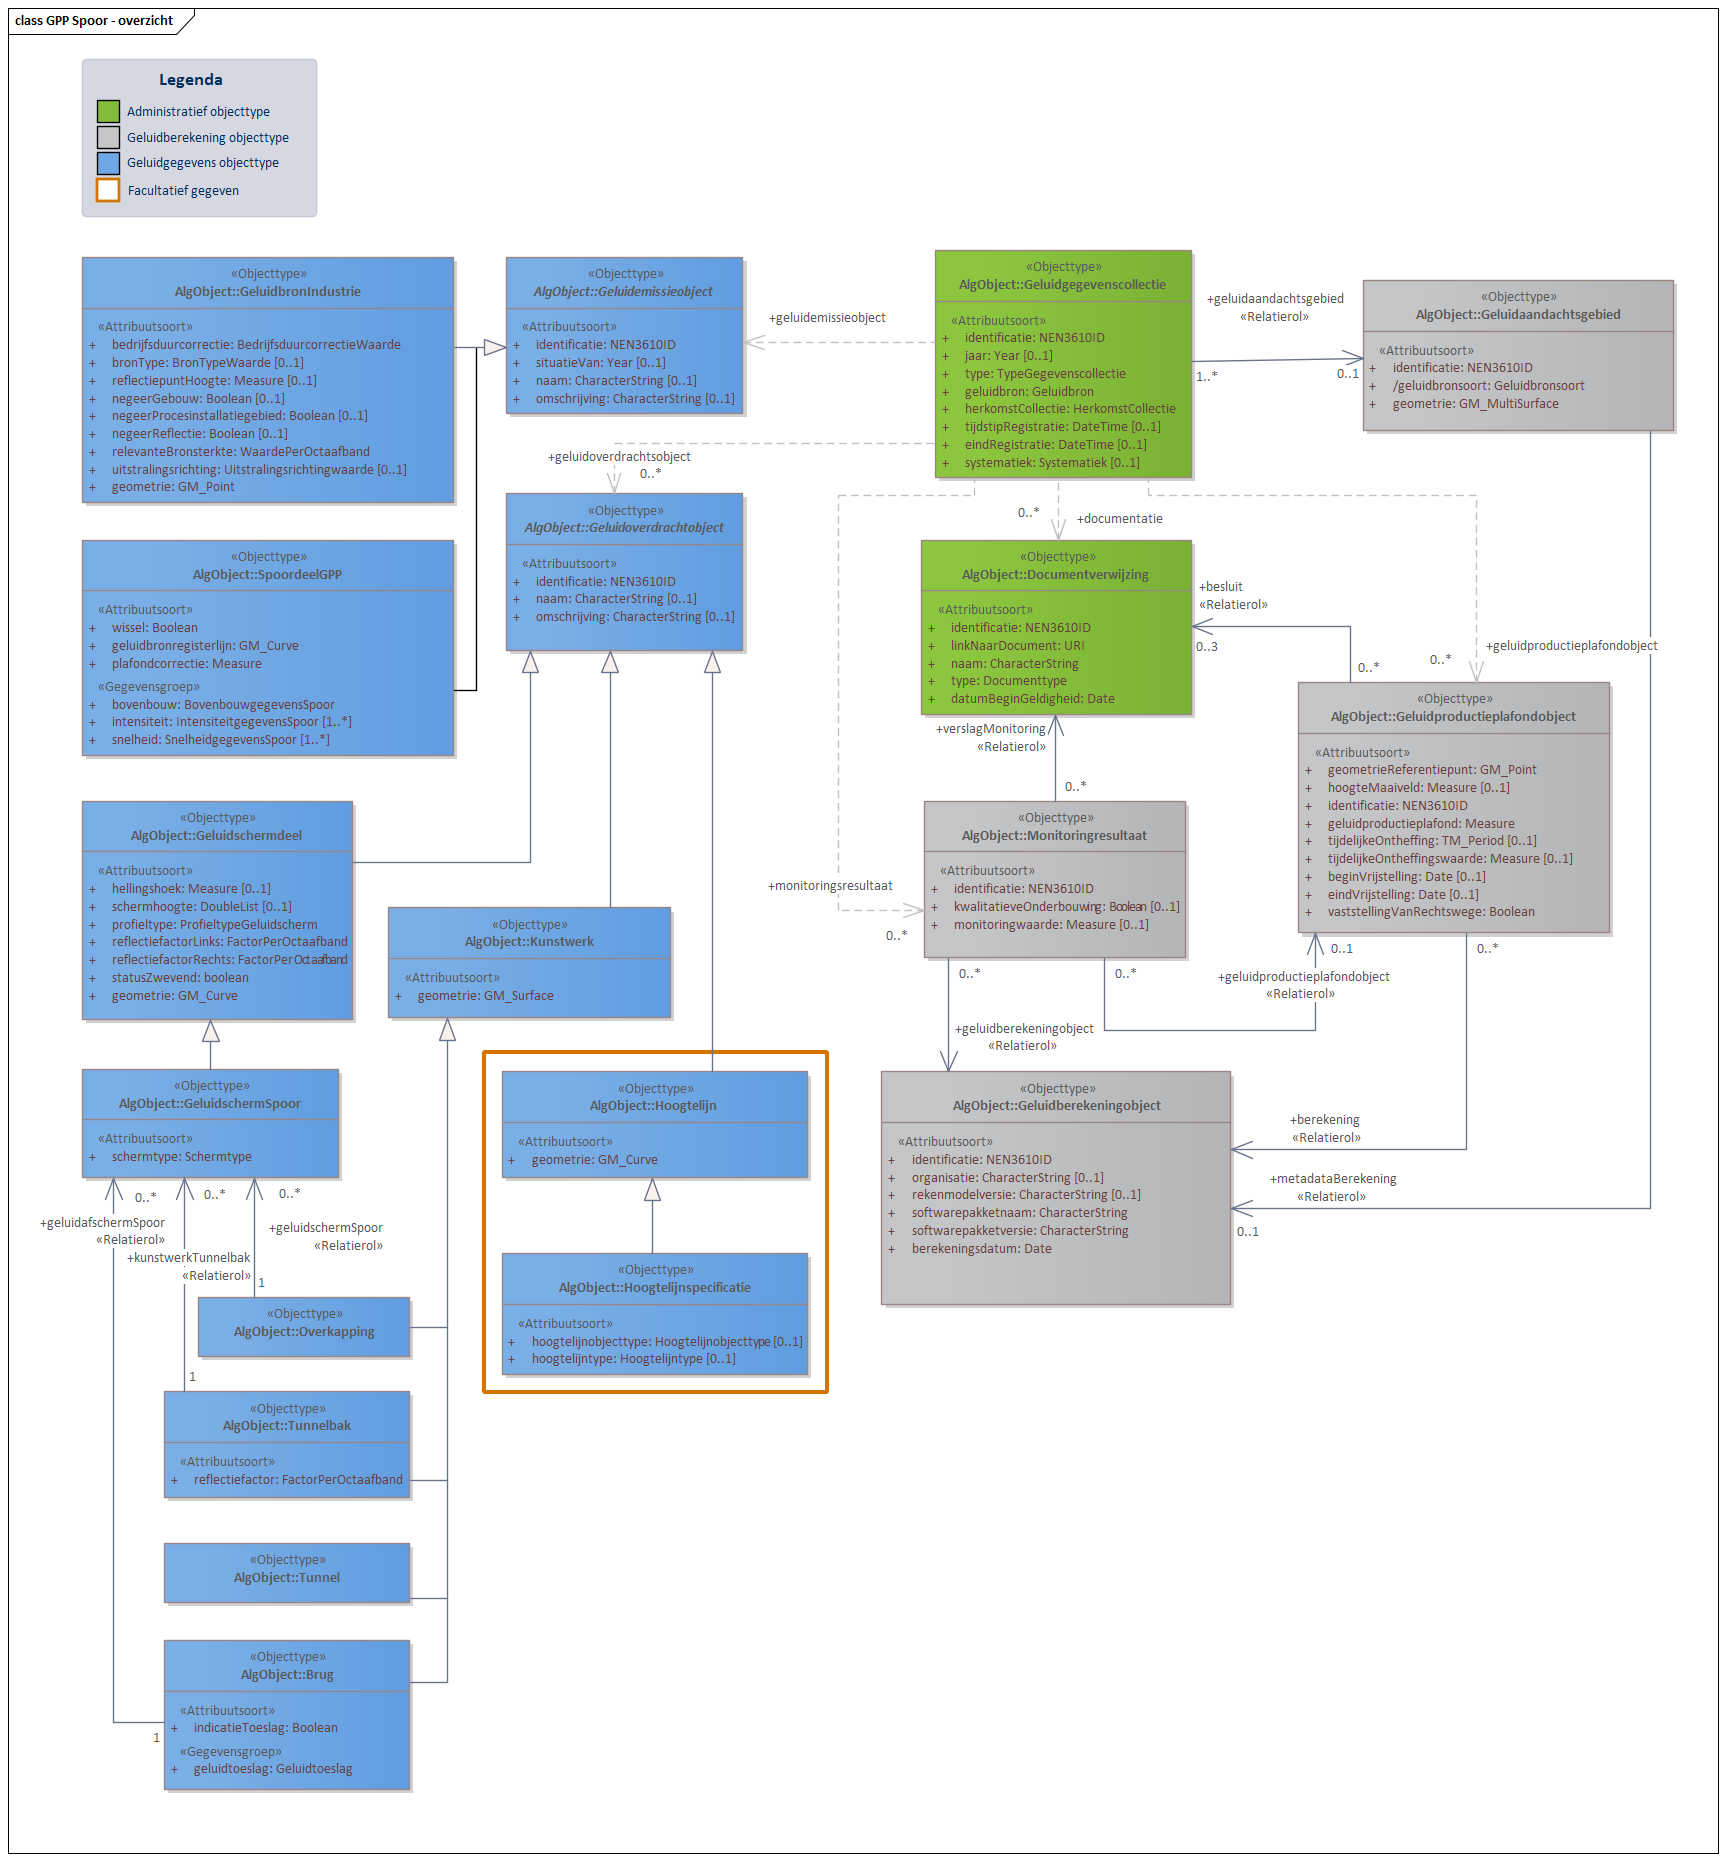 class GPP Spoor - overzicht
Legenda
Administratief objecttype
Geluidberekening objecttype
Geluidgegevens objecttype
Facultatief gegeven
«Objecttype»
AlgObject::GeluidbronIndustrie
«Attribuutsoort»
+ bedrijfsduurcorrectie: BedrijfsduurcorrectieWaarde
+ bronType: BronTypeWaarde [0..1]
+ reflectiepuntHoogte: Measure [0..1]
+ negeerGebouw: Boolean [0..1]
+ negeerProcesinstallatiegebied: Boolean [0..1]
+ negeerReflectie: Boolean [0..1]
+ relevanteBronsterkte: WaardePerOctaafband
+ uitstralingsrichting: Uitstralingsrichtingwaarde [0..1]
+ geometrie: GM_Point
«Objecttype»
AlgObject::Geluidemissieobject
«Attribuutsoort»
+ identificatie: NEN3610ID
+ situatieVan: Year [0..1]
+ naam: CharacterString [0..1]
+ omschrijving: CharacterString [0..1]
+geluidemissieobject
«Objecttype»
AlgObject::Geluidgegevenscollectie
«Attribuutsoort»
+ identificatie: NEN3610ID
+ jaar: Year [0..1]
+ type: TypeGegevenscollectie
+ geluidbron: Geluidbron
+ herkomstCollectie: HerkomstCollectie
+ tijdstipRegistratie: DateTime [0..1]
+ eindRegistratie: DateTime [0..1]
+ systematiek: Systematiek [0..1]
+geluidaandachtsgebied
«Relatierol»
1..*
0..1
«Objecttype»
AlgObject::Geluidaandachtsgebied
«Attribuutsoort»
+ identificatie: NEN3610ID
+ /geluidbronsoort: Geluidbronsoort
+ geometrie: GM_MultiSurface
+geluidoverdrachtsobject
0..*
«Objecttype»
AlgObject::Geluidoverdrachtobject
«Attribuutsoort»
+ identificatie: NEN3610ID
+ naam: CharacterString [0..1]
+ omschrijving: CharacterString [0..1]
0..*
+documentatie
«Objecttype»
AlgObject::SpoordeelGPP
«Attribuutsoort»
+ wissel: Boolean
+ geluidbronregisterlijn: GM_Curve
+ plafondcorrectie: Measure
«Gegevensgroep»
+ bovenbouw: BovenbouwgegevensSpoor
+ intensiteit: IntensiteitgegevensSpoor [1..*]
+ snelheid: SnelheidgegevensSpoor [1..*]
«Objecttype»
AlgObject::Documentverwijzing
«Attribuutsoort»
+ identificatie: NEN3610ID
+ linkNaarDocument: URI
+ naam: CharacterString
+ type: Documenttype
+ datumBeginGeldigheid: Date
+besluit
«Relatierol»
0..3
0..*
0..*
+geluidproductieplafondobject
«Objecttype»
AlgObject::Geluidproductieplafondobject
«Attribuutsoort»
+ geometrieReferentiepunt: GM_Point
+ hoogteMaaiveld: Measure [0..1]
+ identificatie: NEN3610ID
+ geluidproductieplafond: Measure
+ tijdelijkeOntheffing: TM_Period [0..1]
+ tijdelijkeOntheffingswaarde: Measure [0..1]
+ beginVrijstelling: Date [0..1]
+ eindVrijstelling: Date [0..1]
+ vaststellingVanRechtswege: Boolean
+verslagMonitoring
«Relatierol»
0..*
«Objecttype»
AlgObject::Monitoringresultaat
«Attribuutsoort»
+ identificatie: NEN3610ID
+ kwalitatieveOnderbouwing: Boolean [0..1]
+ monitoringwaarde: Measure [0..1]
+monitoringsresultaat
0..*
«Objecttype»
AlgObject::Geluidschermdeel
«Attribuutsoort»
+ hellingshoek: Measure [0..1]
+ schermhoogte: DoubleList [0..1]
+ profieltype: ProfieltypeGeluidscherm
+ reflectiefactorLinks: FactorPerOctaafband
+ reflectiefactorRechts: FactorPerOctaafband
+ statusZwevend: boolean
+ geometrie: GM_Curve
«Objecttype»
AlgObject::Kunstwerk
«Attribuutsoort»
+ geometrie: GM_Surface
0..*
0..*
0..1
0..*
+geluidproductieplafondobject
«Relatierol»
+geluidberekeningobject
«Relatierol»
«Objecttype»
AlgObject::GeluidschermSpoor
«Attribuutsoort»
+ schermtype: Schermtype
«Objecttype»
AlgObject::Hoogtelijn
«Attribuutsoort»
+ geometrie: GM_Curve
«Objecttype»
AlgObject::Geluidberekeningobject
«Attribuutsoort»
+ identificatie: NEN3610ID
+ organisatie: CharacterString [0..1]
+ rekenmodelversie: CharacterString [0..1]
+ softwarepakketnaam: CharacterString
+ softwarepakketversie: CharacterString
+ berekeningsdatum: Date
+berekening
«Relatierol»
+metadataBerekening
«Relatierol»
0..1
0..*
0..*
0..*
+geluidafschermSpoor
«Relatierol»
+kunstwerkTunnelbak
«Relatierol»
+geluidschermSpoor
«Relatierol»
1
«Objecttype»
AlgObject::Overkapping
«Objecttype»
AlgObject::Hoogtelijnspecificatie
«Attribuutsoort»
+ hoogtelijnobjecttype: Hoogtelijnobjecttype [0..1]
+ hoogtelijntype: Hoogtelijntype [0..1]
1
«Objecttype»
AlgObject::Tunnelbak
«Attribuutsoort»
+ reflectiefactor: FactorPerOctaafband
«Objecttype»
AlgObject::Tunnel
«Objecttype»
AlgObject::Brug
«Attribuutsoort»
+ indicatieToeslag: Boolean
«Gegevensgroep»
+ geluidtoeslag: Geluidtoeslag
1